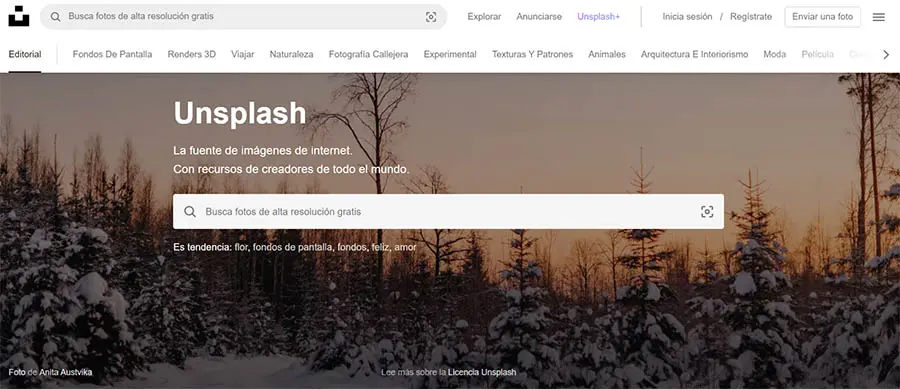 Busca fotos de alta resolución gratis
Explorar Anunciarse Unsplash+ Inicia sesión / Regístrate Enviar una foto
Editorial Fondos De Pantalla Renders 3D Viajar Naturaleza Fotografía Callejera Experimental Texturas Y Patrones Animales Arquitectura E Interiorismo Moda Película
Unsplash
La fuente de imágenes de internet.
Con recursos de creadores de todo el mundo.
Busca fotos de alta resolución gratis
Es tendencia: flor, fondos de pantalla, fondos, feliz, amor
Foto de Anita Austvika
Lee más sobre la Licencia Unsplash